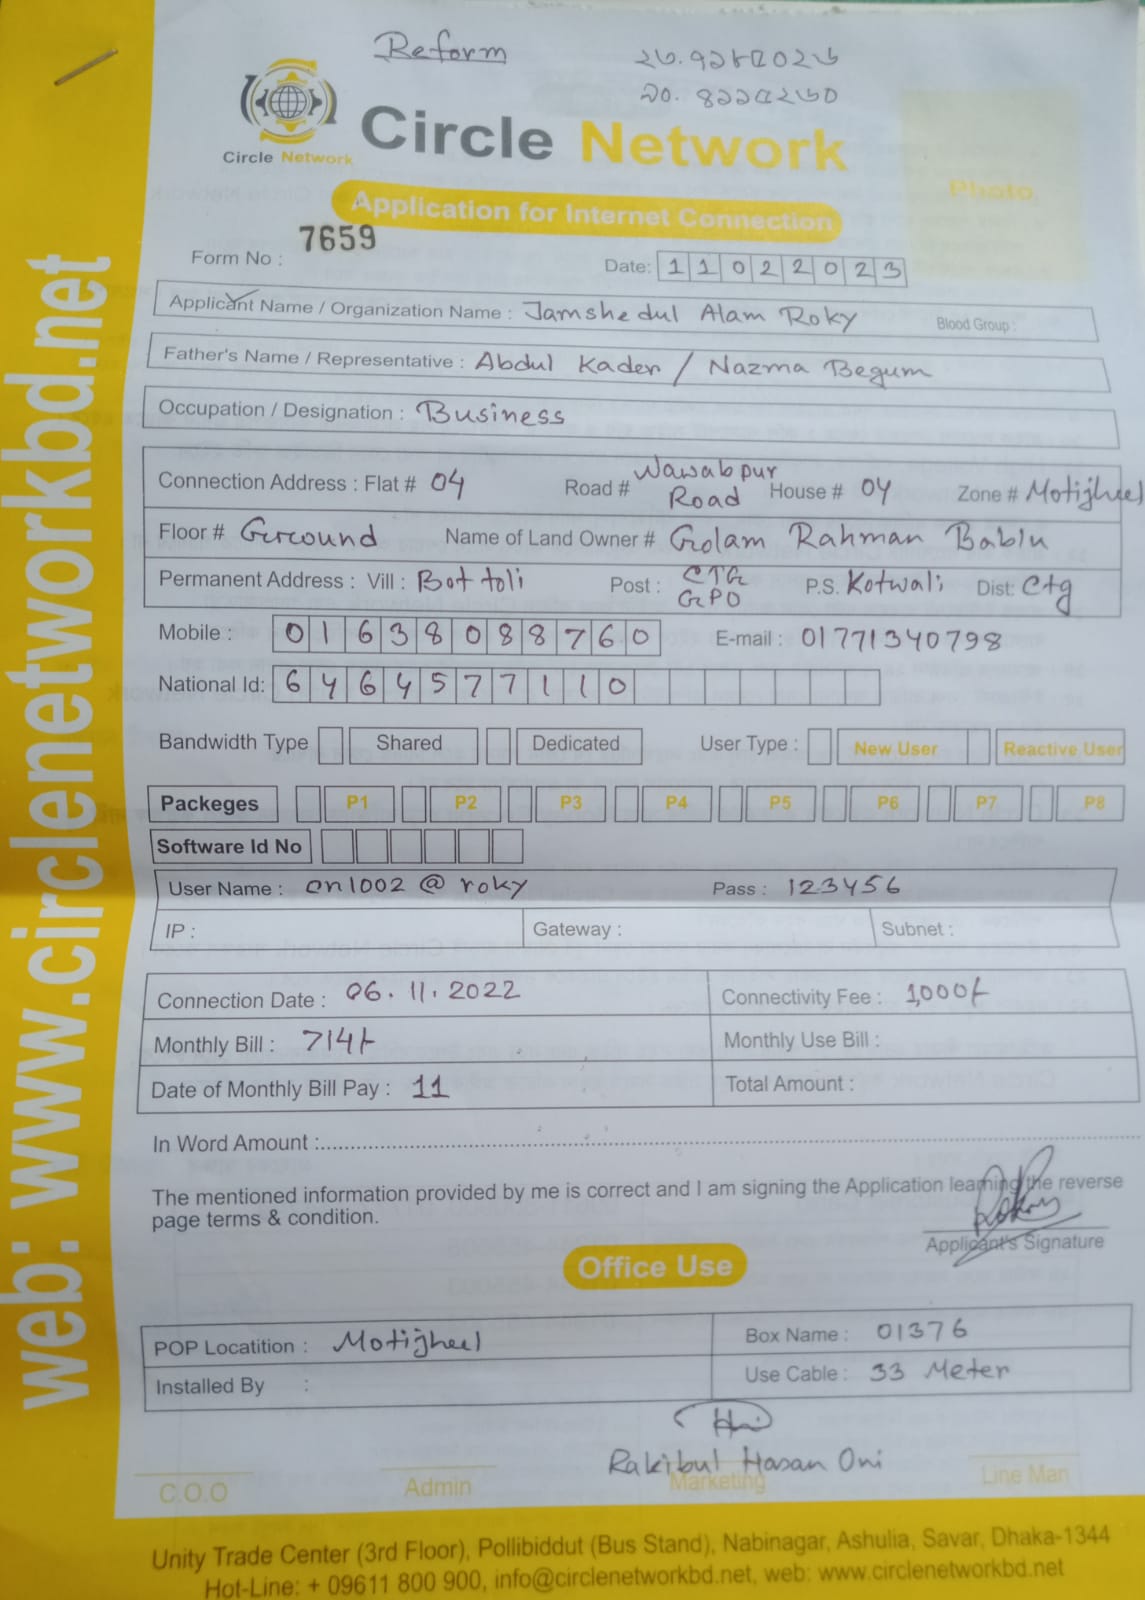 Reform
২৩.৭২৮৫০২৬
৯০. ৪২২৫২৬০
Circle Network
Circle Network
Photo
Application for Internet Connection
Form No : 7659
Date: 11022023
Applicant Name / Organization Name : Jamshedul Alam Roky Blood Group :
Father's Name / Representative : Abdul Kader / Nazma Begum
Occupation / Designation : Business
Connection Address : Flat # 04 Road # Nawabpur Road House # 04 Zone # Motijheel
Floor # Ground Name of Land Owner # Golam Rahman Bablu
Permanent Address : Vill : Bot toli Post : CTG GPO P.S. Kotwali Dist: Ctg
Mobile : 01638088760 E-mail : 01771340798
National Id: 6464577110
Bandwidth Type Shared Dedicated User Type : New User Reactive User
Packeges P1 P2 P3 P4 P5 P6 P7 P8
Software Id No
User Name : cn1002 @ roky Pass : 123456
IP : Gateway : Subnet :
Connection Date : 06.11.2022 Connectivity Fee : 1,000/-
Monthly Bill : 714/- Monthly Use Bill :
Date of Monthly Bill Pay : 11 Total Amount :
In Word Amount :
The mentioned information provided by me is correct and I am signing the Application learning the reverse
page terms & condition.
Roky
Applicant's Signature
Office Use
POP Locatition : Motijheel Box Name : 01376
Installed By : Use Cable : 33 Meter
Rakibul Hasan Oni
C.O.O Admin Marketing Line Man
Unity Trade Center (3rd Floor), Pollibiddut (Bus Stand), Nabinagar, Ashulia, Savar, Dhaka-1344
Hot-Line: + 09611 800 900, info@circlenetworkbd.net, web: www.circlenetworkbd.net
web: www.circlenetworkbd.net